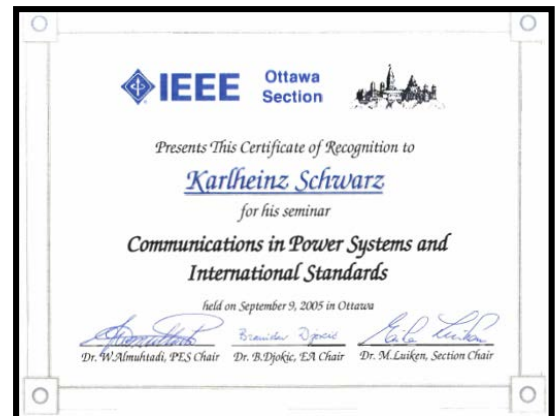 IEEE Ottawa
Section
Presents This Certificate of Recognition to
Karlheinz Schwarz
for his seminar
Communications in Power Systems and
International Standards
held on September 9, 2005 in Ottawa
Branislav Djokic
Dr. W.Almuhtadi, PES Chair Dr. B.Djokic, EA Chair Dr. M.Luiken, Section Chair